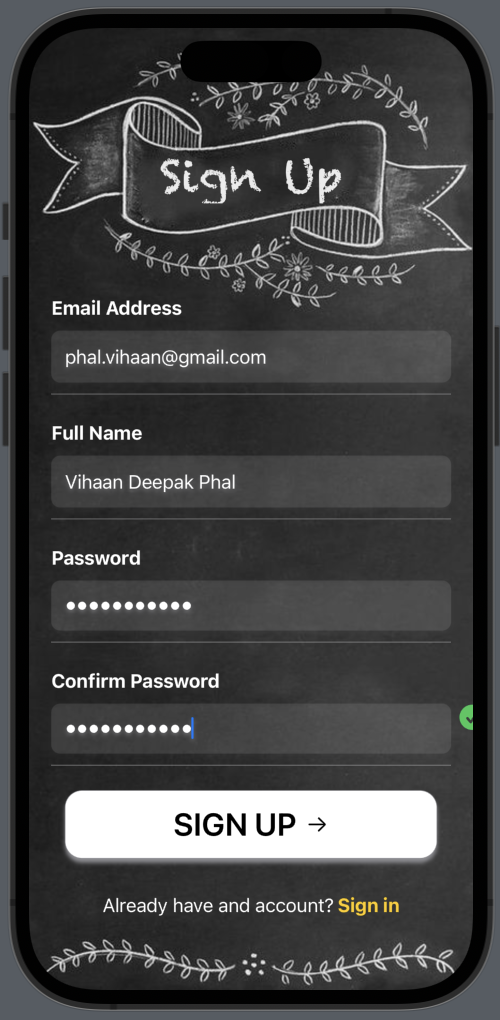 Sign Up
Email Address
phal.vihaan@gmail.com
Full Name
Vihaan Deepak Phal
Password
●●●●●●●●●●●
Confirm Password
●●●●●●●●●●●
SIGN UP →
Already have and account? Sign in